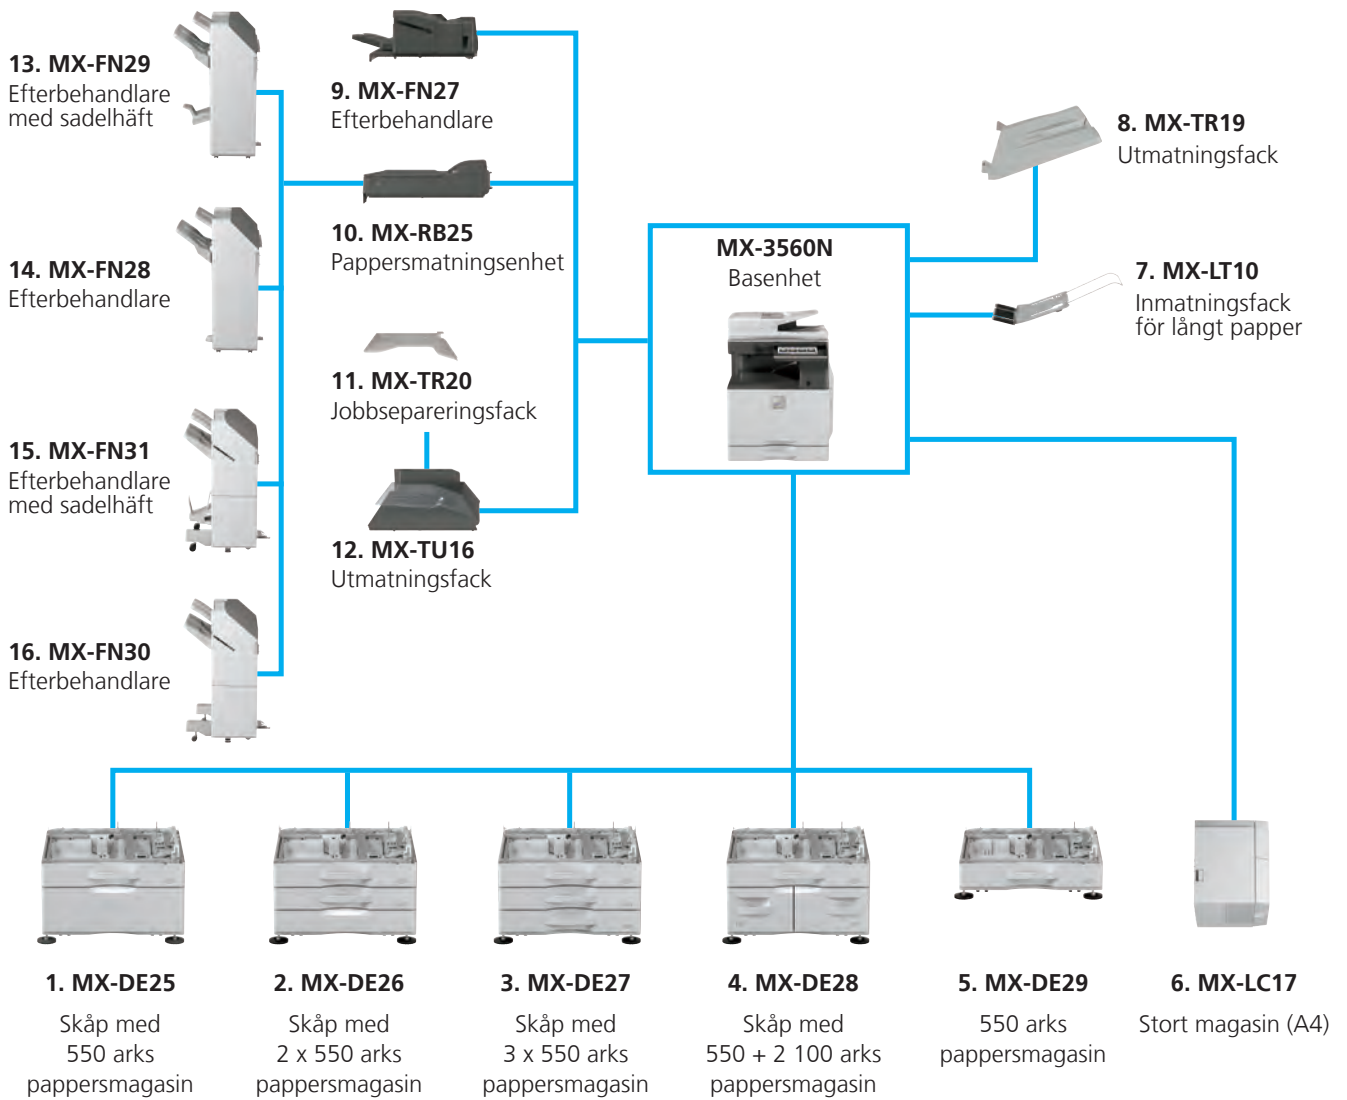 13. MX-FN29
Efterbehandlare
med sadelhäft
9. MX-FN27
Efterbehandlare
8. MX-TR19
Utmatningsfack
14. MX-FN28
Efterbehandlare
10. MX-RB25
Pappersmatningsenhet
MX-3560N
Basenhet
7. MX-LT10
Inmatningsfack
för långt papper
11. MX-TR20
Jobbsepareringsfack
15. MX-FN31
Efterbehandlare
med sadelhäft
12. MX-TU16
Utmatningsfack
16. MX-FN30
Efterbehandlare
1. MX-DE25
Skåp med
550 arks
pappersmagasin
2. MX-DE26
Skåp med
2 x 550 arks
pappersmagasin
3. MX-DE27
Skåp med
3 x 550 arks
pappersmagasin
4. MX-DE28
Skåp med
550 + 2 100 arks
pappersmagasin
5. MX-DE29
550 arks
pappersmagasin
6. MX-LC17
Stort magasin (A4)